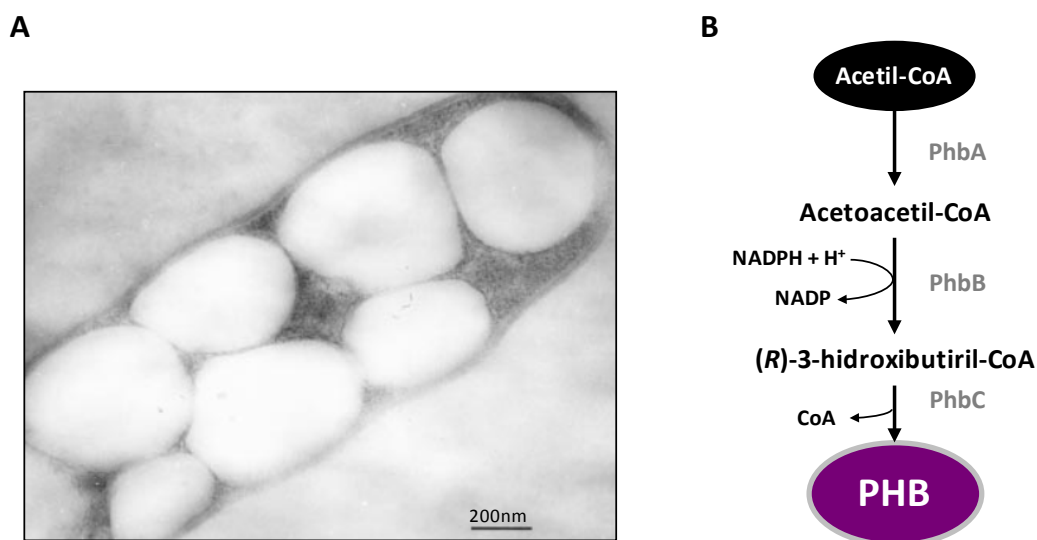 A
200nm
B
Acetil-CoA
PhbA
Acetoacetil-CoA
NADPH + H⁺
NADP
PhbB
(R)-3-hidroxibutiril-CoA
PhbC
CoA
PHB